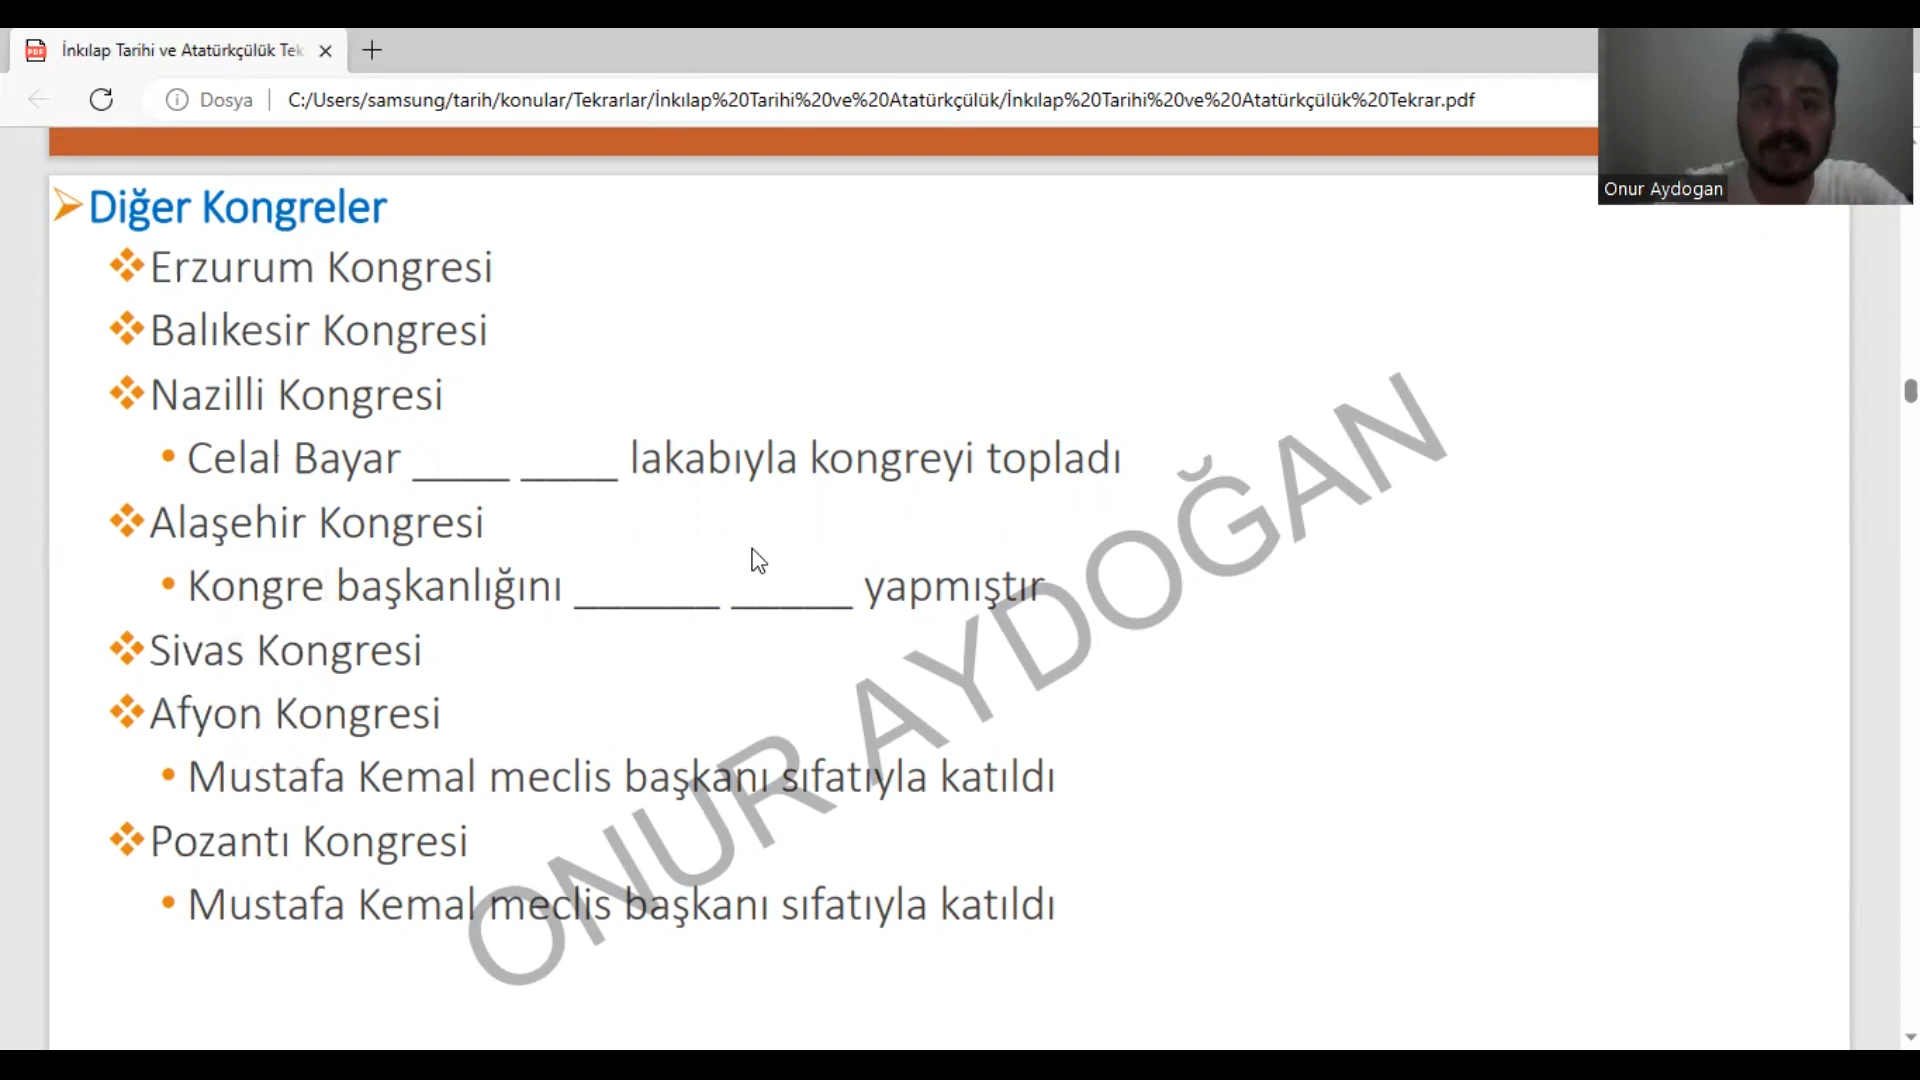 İnkılap Tarihi ve Atatürkçülük Tek
Dosya
C:/Users/samsung/tarih/konular/Tekrarlar/İnkılap%20Tarihi%20ve%20Atatürkçülük/İnkılap%20Tarihi%20ve%20Atatürkçülük%20Tekrar.pdf
Onur Aydogan
Diğer Kongreler
Erzurum Kongresi
Balıkesir Kongresi
Nazilli Kongresi
Celal Bayar ____ ____ lakabıyla kongreyi topladı
Alaşehir Kongresi
Kongre başkanlığını ______ _____ yapmıştır
Sivas Kongresi
Afyon Kongresi
Mustafa Kemal meclis başkanı sıfatıyla katıldı
Pozantı Kongresi
Mustafa Kemal meclis başkanı sıfatıyla katıldı
ONUR AYDOĞAN